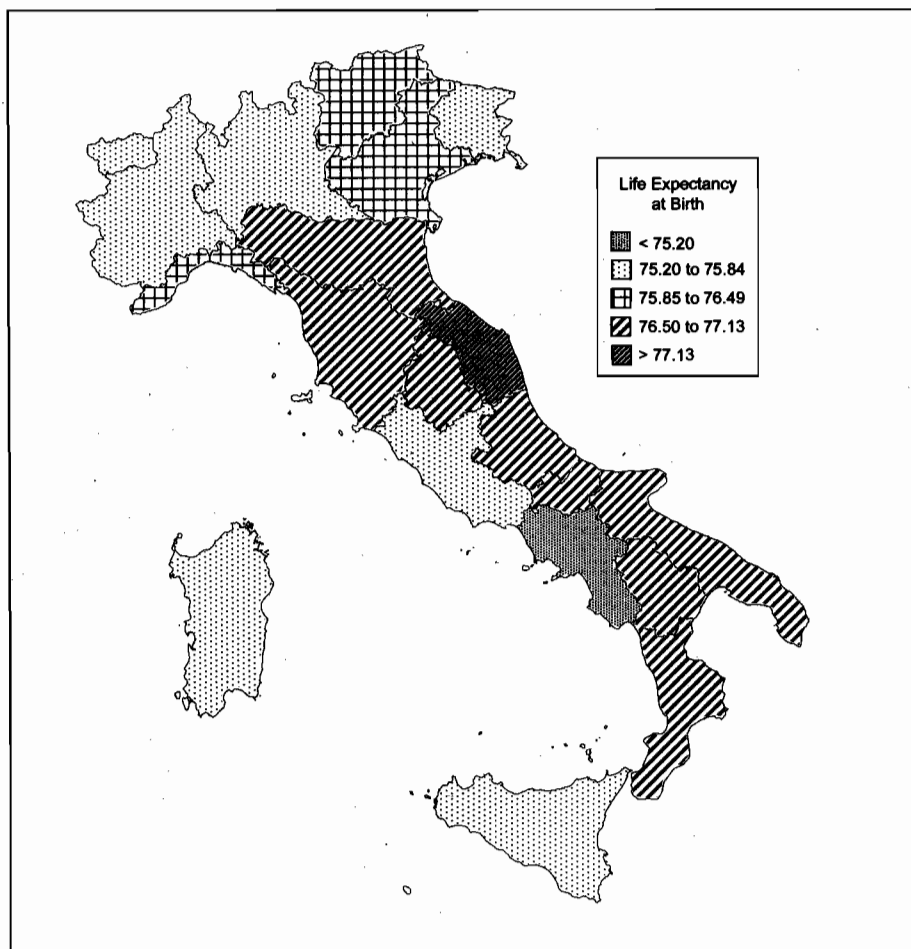 Life Expectancy
at Birth
< 75.20
75.20 to 75.84
75.85 to 76.49
76.50 to 77.13
> 77.13